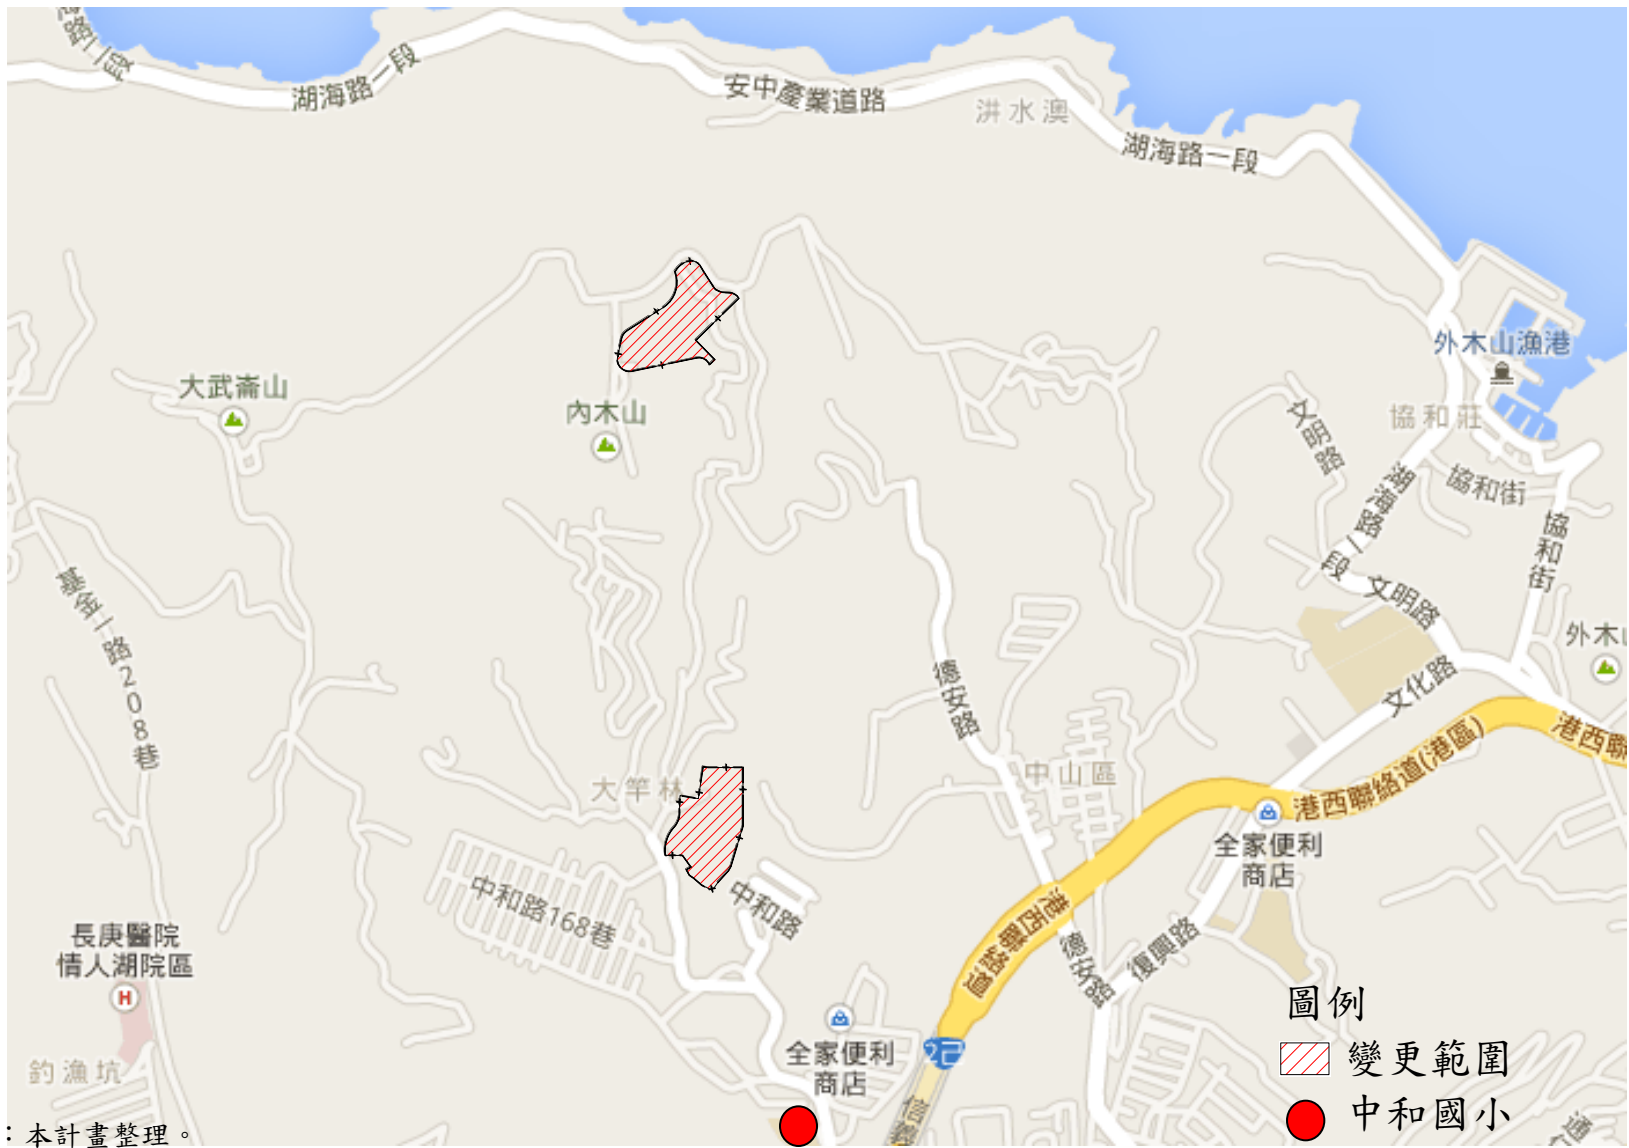 湖海路一段
安中產業道路
洪水澳
湖海路一段
外木山漁港
大武崙山
內木山
協和莊
文明路
湖海路一段
協和街
協和街
基金一路208巷
文明路
外木山
德安路
文化路
港西聯
港西聯絡道(港區)
大竿林
中山區
全家便利
商店
中和路168巷
中和路
港西聯絡道
德安路
復興路
長庚醫院
情人湖院區
H
圖例
全家便利
商店
2己
變更範圍
釣漁坑
中和國小
:本計畫整理。